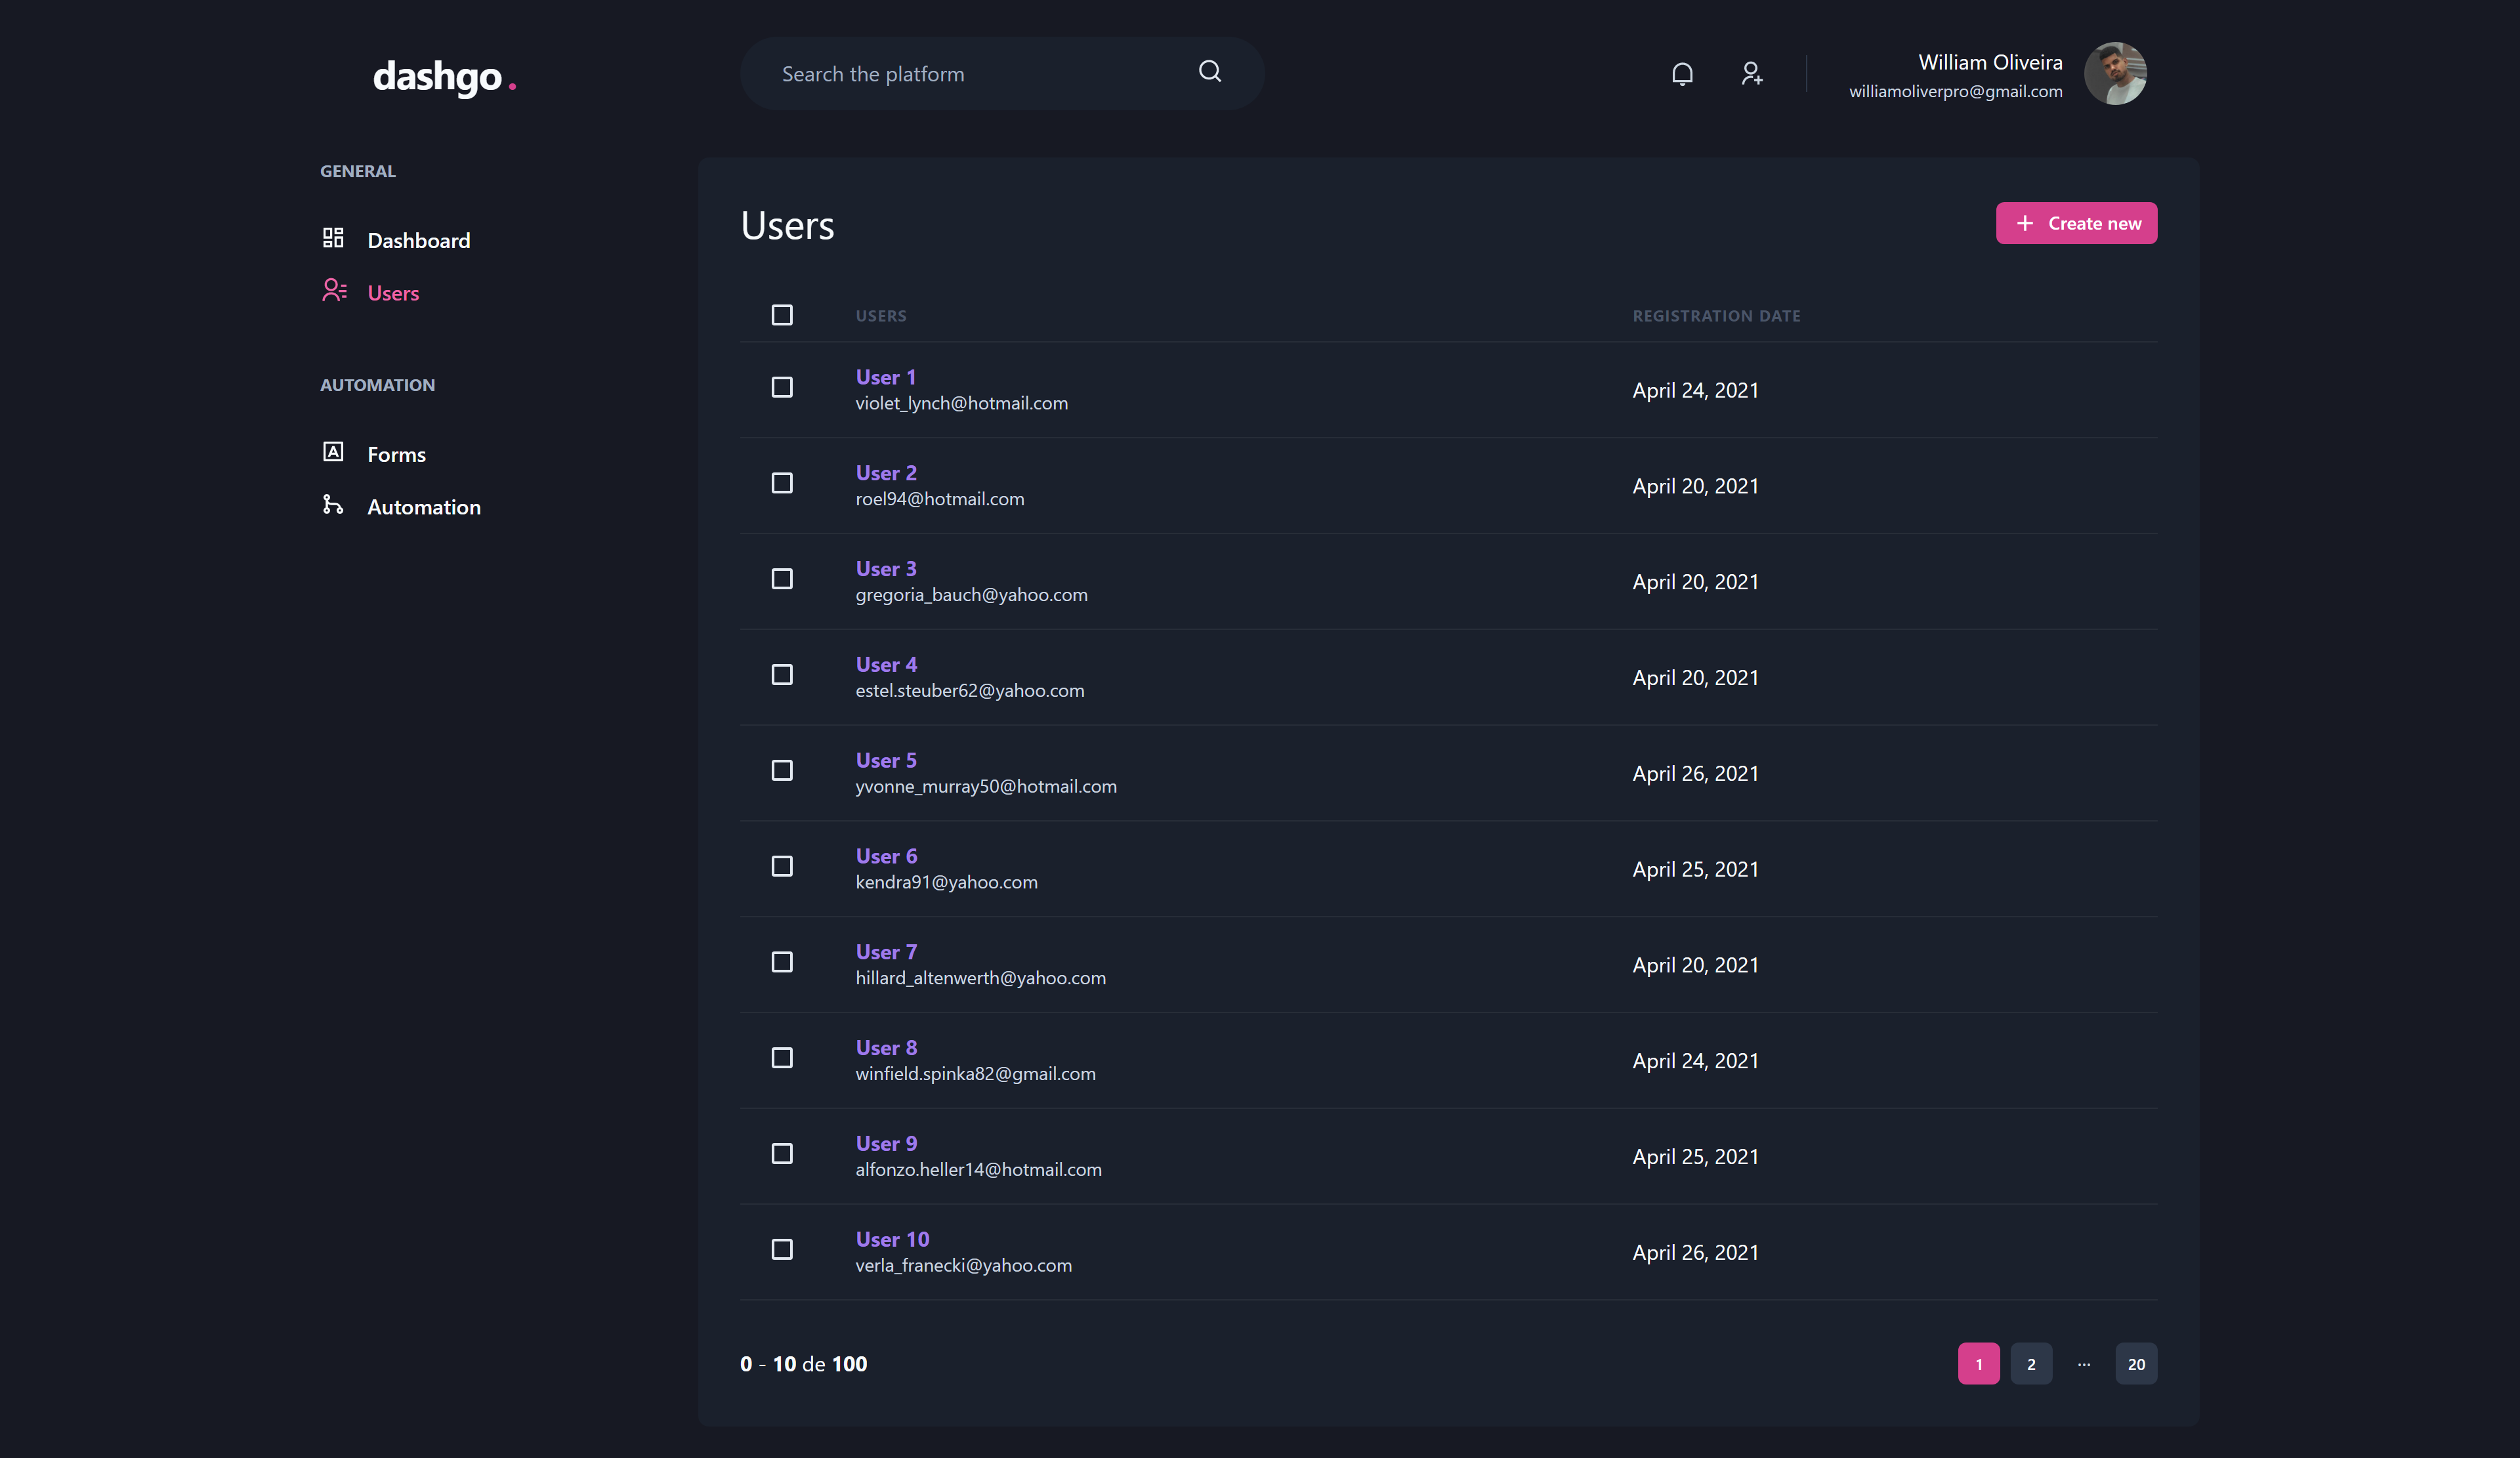 dashgo.
Search the platform
William Oliveira
williamoliverpro@gmail.com
GENERAL
Dashboard
Users
AUTOMATION
Forms
Automation
Users
Create new
USERS REGISTRATION DATE
User 1
violet_lynch@hotmail.com
April 24, 2021
User 2
roel94@hotmail.com
April 20, 2021
User 3
gregoria_bauch@yahoo.com
April 20, 2021
User 4
estel.steuber62@yahoo.com
April 20, 2021
User 5
yvonne_murray50@hotmail.com
April 26, 2021
User 6
kendra91@yahoo.com
April 25, 2021
User 7
hillard_altenwerth@yahoo.com
April 20, 2021
User 8
winfield.spinka82@gmail.com
April 24, 2021
User 9
alfonzo.heller14@hotmail.com
April 25, 2021
User 10
verla_franecki@yahoo.com
April 26, 2021
0 - 10 de 100
1 2 ... 20